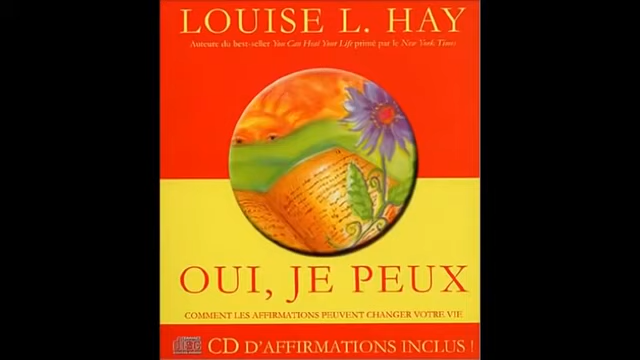 LOUISE L. HAY
Auteure du best-seller You Can Heal Your Life primé par le New York Times
OUI, JE PEUX
COMMENT LES AFFIRMATIONS PEUVENT CHANGER VOTRE VIE
CD D'AFFIRMATIONS INCLUS !